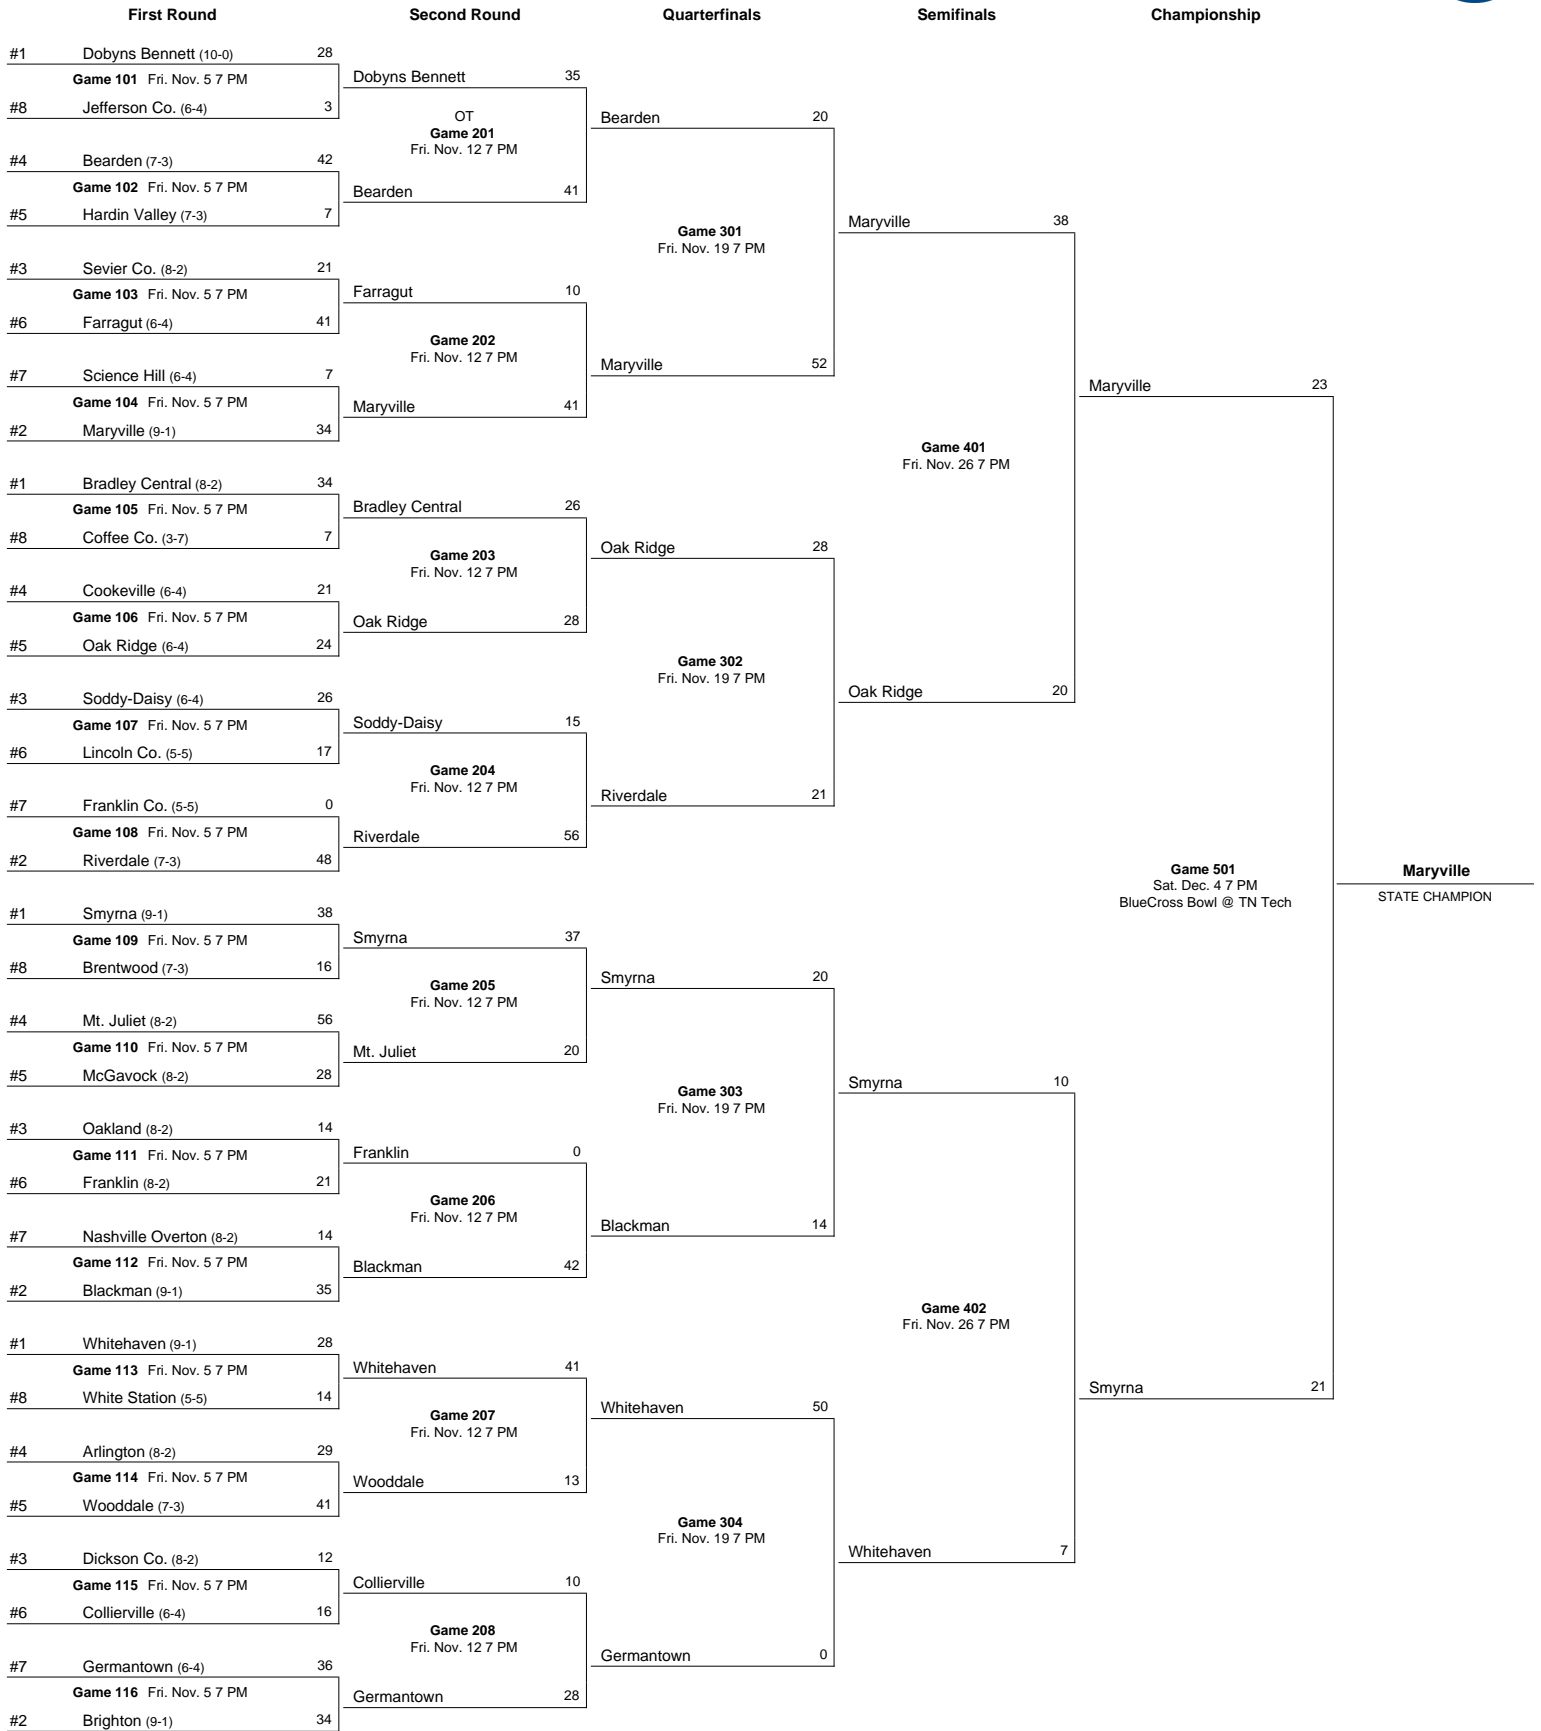 First Round
Second Round
Quarterfinals
Semifinals
Championship
#1 Dobyns Bennett (10-0) 28
Game 101 Fri. Nov. 5 7 PM
#8 Jefferson Co. (6-4) 3
#4 Bearden (7-3) 42
Game 102 Fri. Nov. 5 7 PM
#5 Hardin Valley (7-3) 7
#3 Sevier Co. (8-2) 21
Game 103 Fri. Nov. 5 7 PM
#6 Farragut (6-4) 41
#7 Science Hill (6-4) 7
Game 104 Fri. Nov. 5 7 PM
#2 Maryville (9-1) 34
#1 Bradley Central (8-2) 34
Game 105 Fri. Nov. 5 7 PM
#8 Coffee Co. (3-7) 7
#4 Cookeville (6-4) 21
Game 106 Fri. Nov. 5 7 PM
#5 Oak Ridge (6-4) 24
#3 Soddy-Daisy (6-4) 26
Game 107 Fri. Nov. 5 7 PM
#6 Lincoln Co. (5-5) 17
#7 Franklin Co. (5-5) 0
Game 108 Fri. Nov. 5 7 PM
#2 Riverdale (7-3) 48
#1 Smyrna (9-1) 38
Game 109 Fri. Nov. 5 7 PM
#8 Brentwood (7-3) 16
#4 Mt. Juliet (8-2) 56
Game 110 Fri. Nov. 5 7 PM
#5 McGavock (8-2) 28
#3 Oakland (8-2) 14
Game 111 Fri. Nov. 5 7 PM
#6 Franklin (8-2) 21
#7 Nashville Overton (8-2) 14
Game 112 Fri. Nov. 5 7 PM
#2 Blackman (9-1) 35
#1 Whitehaven (9-1) 28
Game 113 Fri. Nov. 5 7 PM
#8 White Station (5-5) 14
#4 Arlington (8-2) 29
Game 114 Fri. Nov. 5 7 PM
#5 Wooddale (7-3) 41
#3 Dickson Co. (8-2) 12
Game 115 Fri. Nov. 5 7 PM
#6 Collierville (6-4) 16
#7 Germantown (6-4) 36
Game 116 Fri. Nov. 5 7 PM
#2 Brighton (9-1) 34
Dobyns Bennett 35
OT
Game 201
Fri. Nov. 12 7 PM
Bearden 41
Farragut 10
Game 202
Fri. Nov. 12 7 PM
Maryville 41
Bradley Central 26
Game 203
Fri. Nov. 12 7 PM
Oak Ridge 28
Soddy-Daisy 15
Game 204
Fri. Nov. 12 7 PM
Riverdale 56
Smyrna 37
Game 205
Fri. Nov. 12 7 PM
Mt. Juliet 20
Franklin 0
Game 206
Fri. Nov. 12 7 PM
Blackman 42
Whitehaven 41
Game 207
Fri. Nov. 12 7 PM
Wooddale 13
Collierville 10
Game 208
Fri. Nov. 12 7 PM
Germantown 28
Bearden 20
Game 301
Fri. Nov. 19 7 PM
Maryville 52
Oak Ridge 28
Game 302
Fri. Nov. 19 7 PM
Riverdale 21
Smyrna 20
Game 303
Fri. Nov. 19 7 PM
Blackman 14
Whitehaven 50
Game 304
Fri. Nov. 19 7 PM
Germantown 0
Maryville 38
Game 401
Fri. Nov. 26 7 PM
Oak Ridge 20
Smyrna 10
Game 402
Fri. Nov. 26 7 PM
Whitehaven 7
Maryville 23
Game 501
Sat. Dec. 4 7 PM
BlueCross Bowl @ TN Tech
Smyrna 21
Maryville
STATE CHAMPION